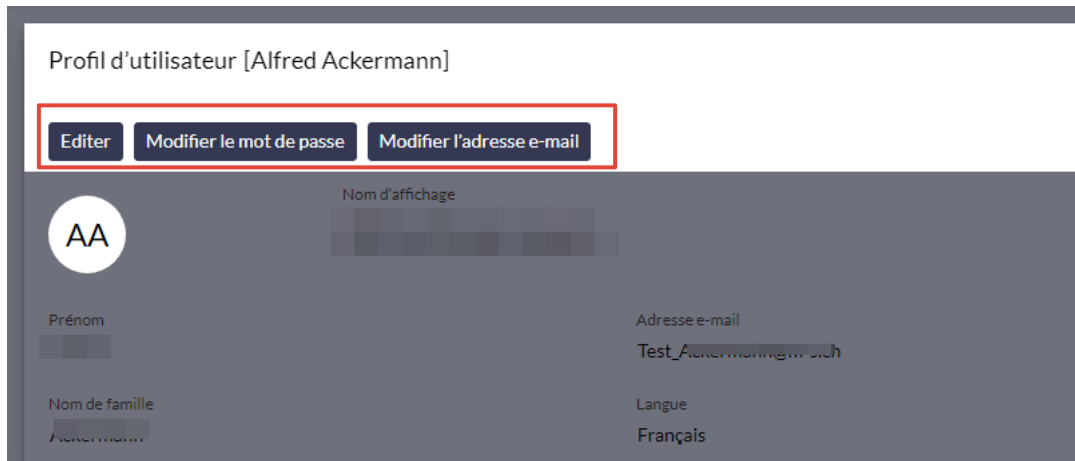 Profil d’utilisateur [Alfred Ackermann]
Editer Modifier le mot de passe Modifier l’adresse e-mail
Nom d’affichage
AA
Prénom
Adresse e-mail
Nom de famille
Langue
Français